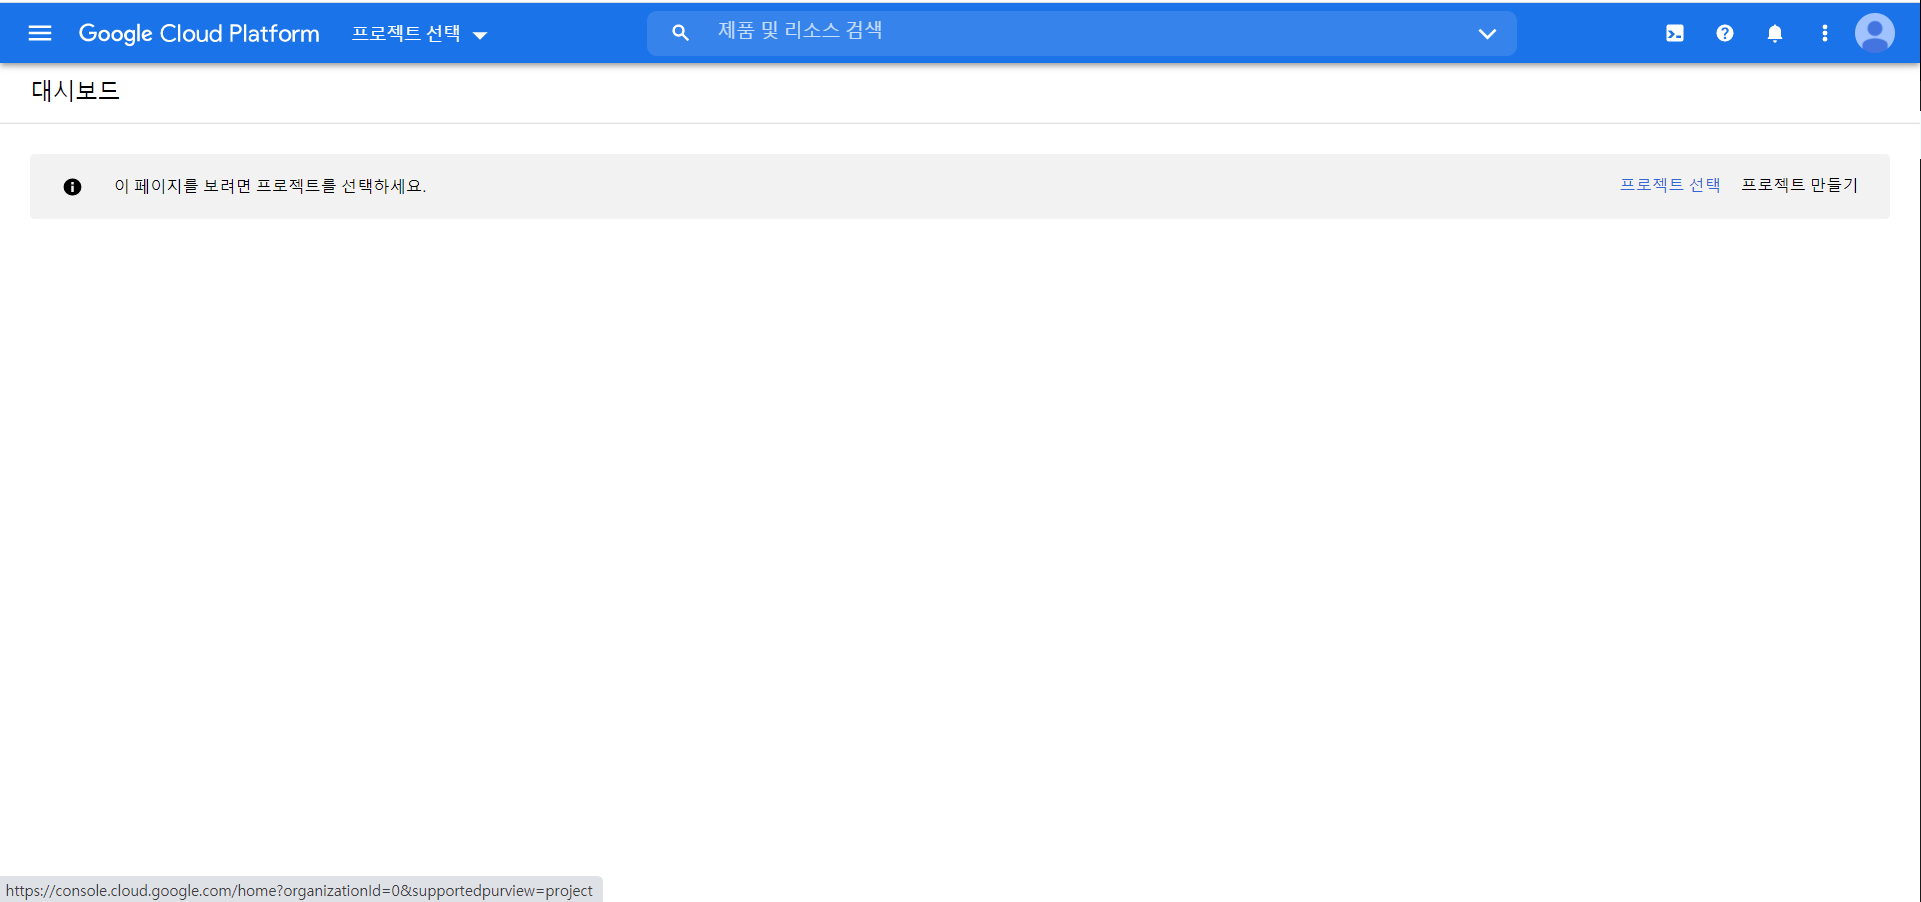 Google Cloud Platform 프로젝트 선택 제품 및 리소스 검색
대시보드
이 페이지를 보려면 프로젝트를 선택하세요. 프로젝트 선택 프로젝트 만들기
https://console.cloud.google.com/home?organizationId=0&supportedpurview=project